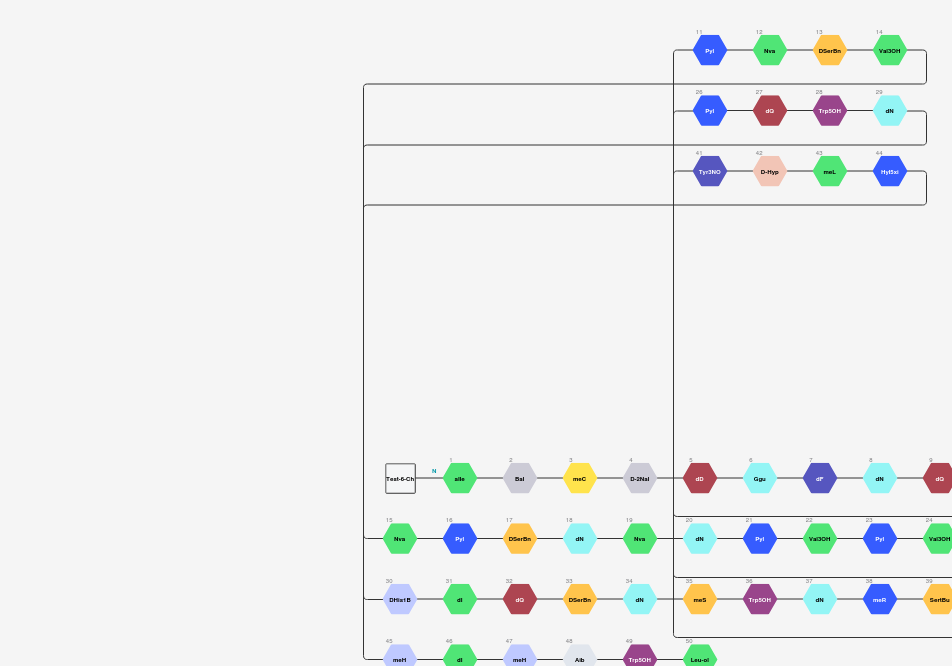 11 12 13 14
Pyl Nva DSerBn Val3OH
26 27 28 29
Pyl dQ Trp5OH dN
41 42 43 44
Tyr3NO D-Hyp meL Hyl5xi
1 2 3 4 5 6 7 8 9
Test-6-Ch N aIle Bal meC D-2Nal dD Ggu dF dN dQ
15 16 17 18 19 20 21 22 23 24
Nva Pyl DSerBn dN Nva dN Pyl Val3OH Pyl Val3OH
30 31 32 33 34 35 36 37 38 39
DHis1B dI dQ DSerBn dN meS Trp5OH dN meR SertBu
45 46 47 48 49 50
meH dI meH Aib Trp5OH Leu-ol